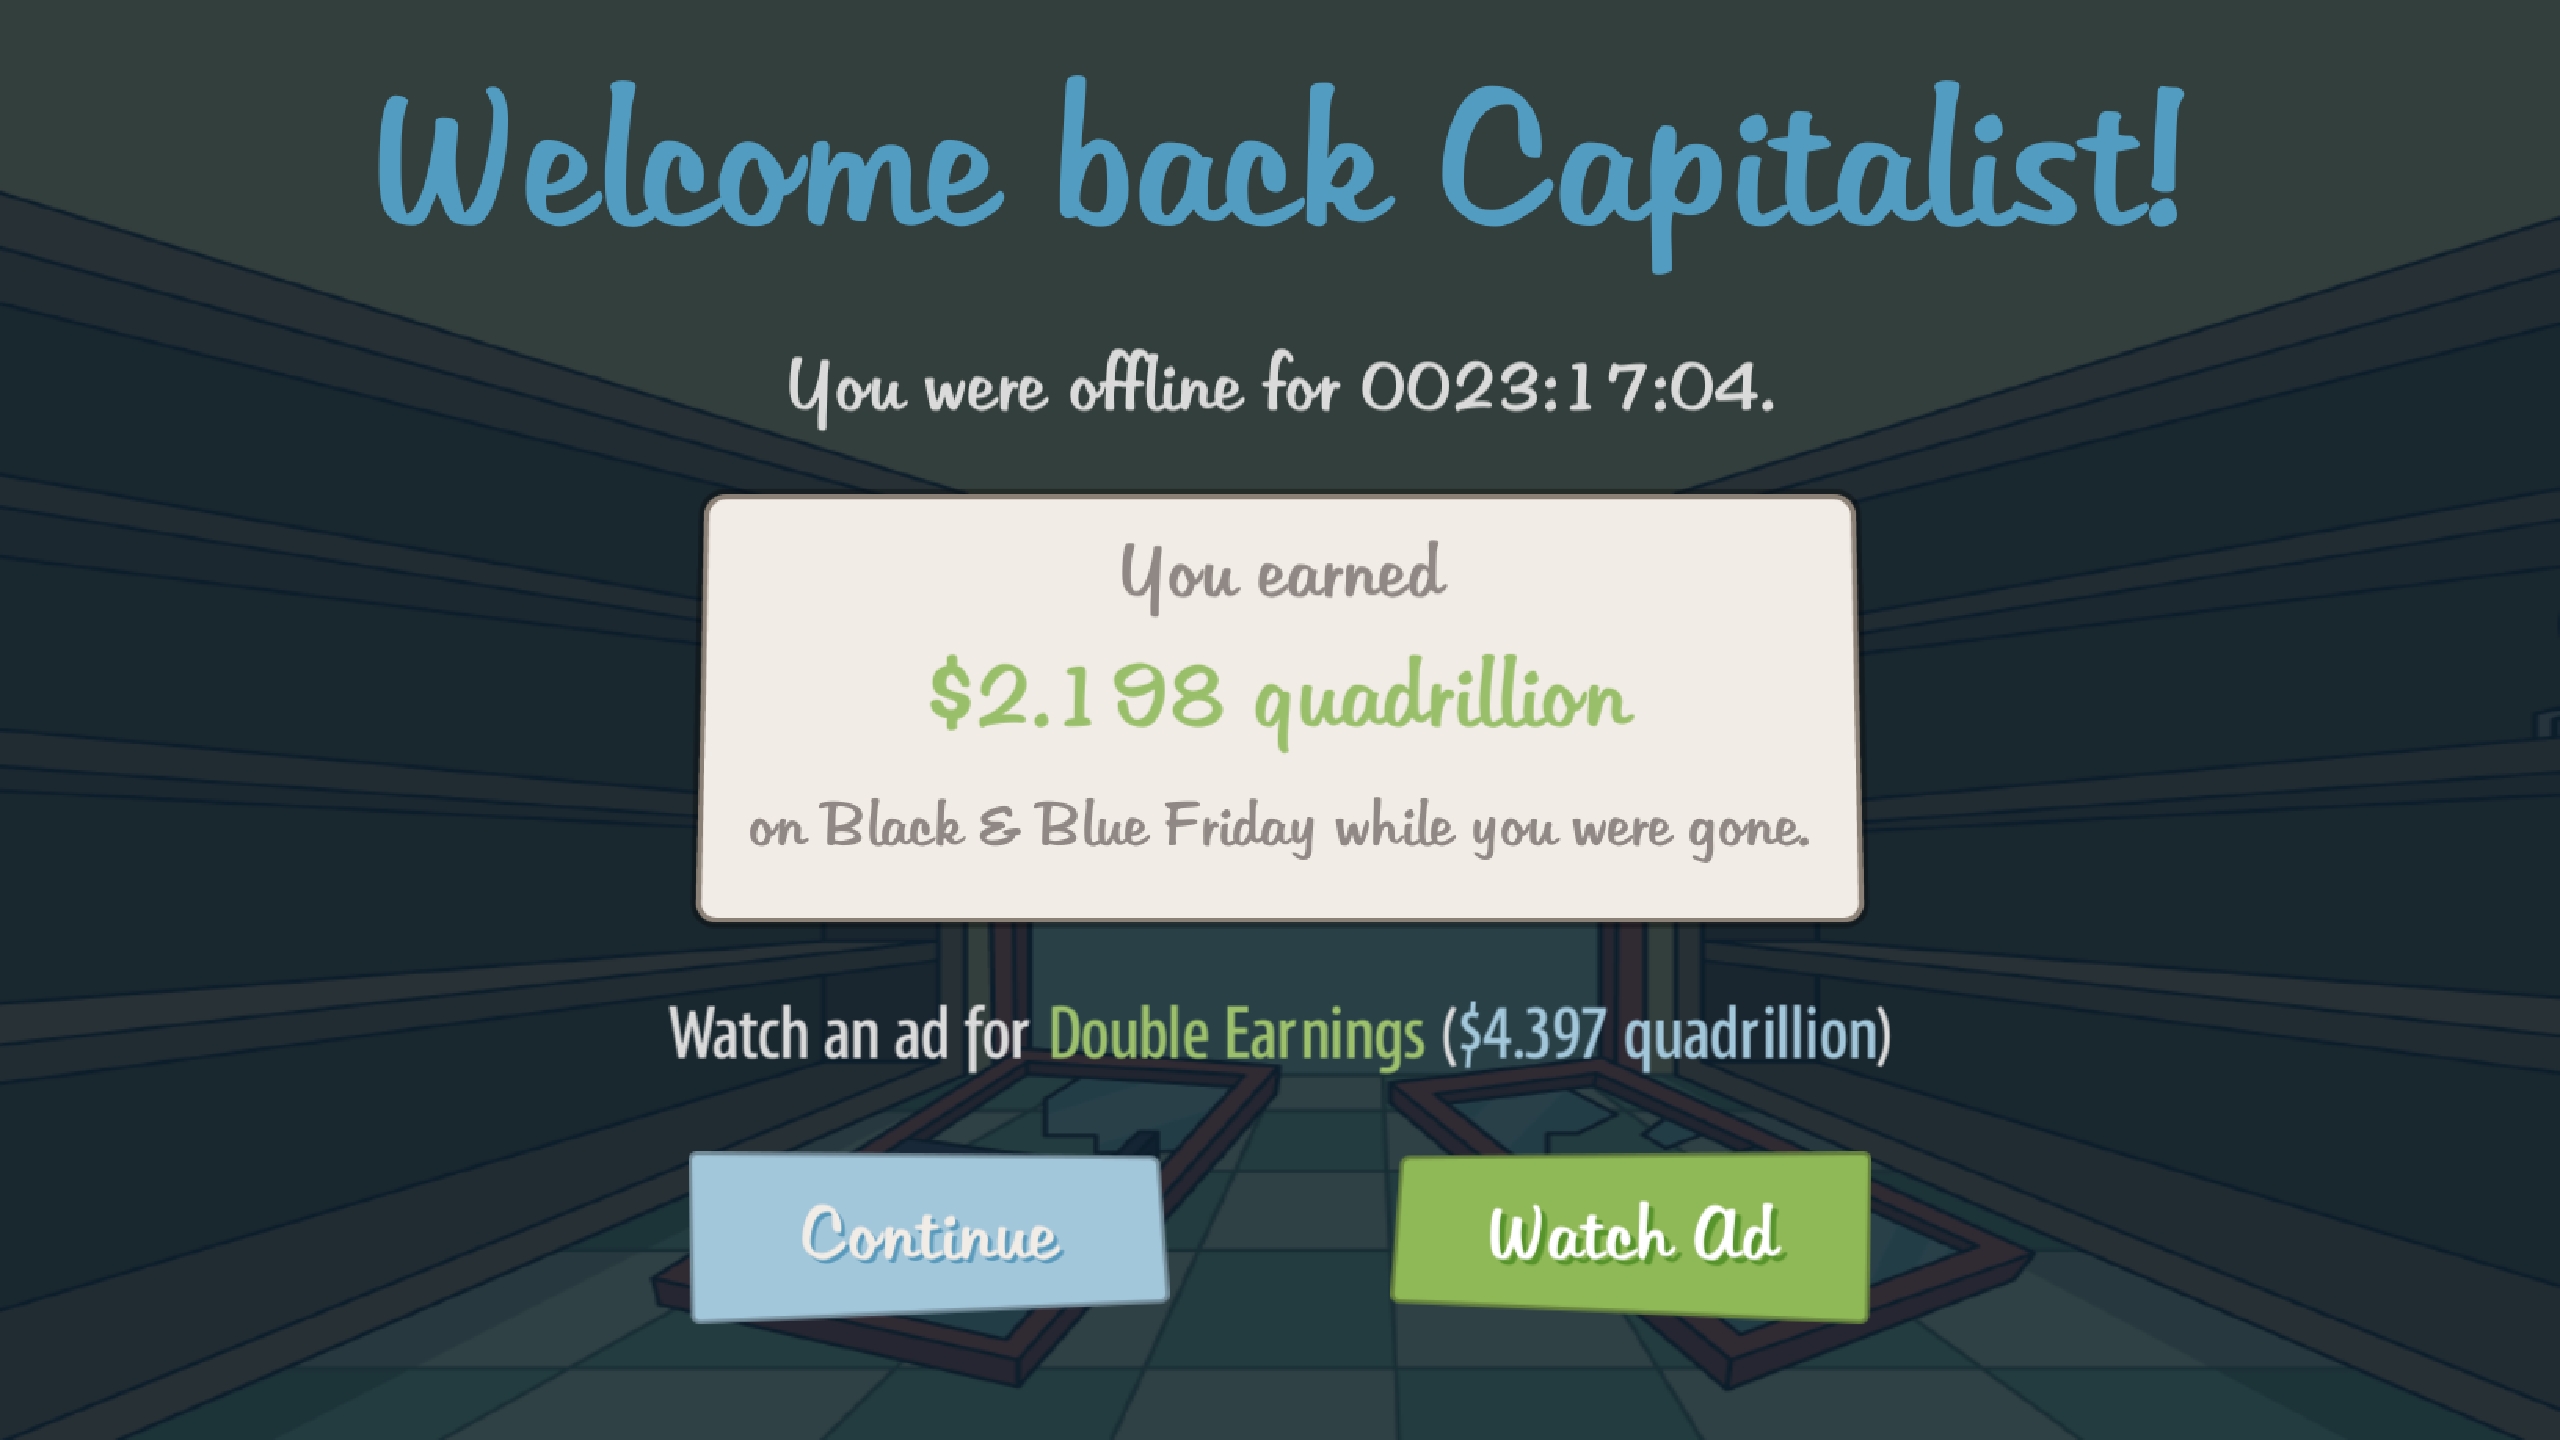 Welcome back Capitalist!
You were offline for 0023:17:04.
You earned
$2.198 quadrillion
on Black & Blue Friday while you were gone.
Watch an ad for Double Earnings ($4.397 quadrillion)
Continue
Watch Ad